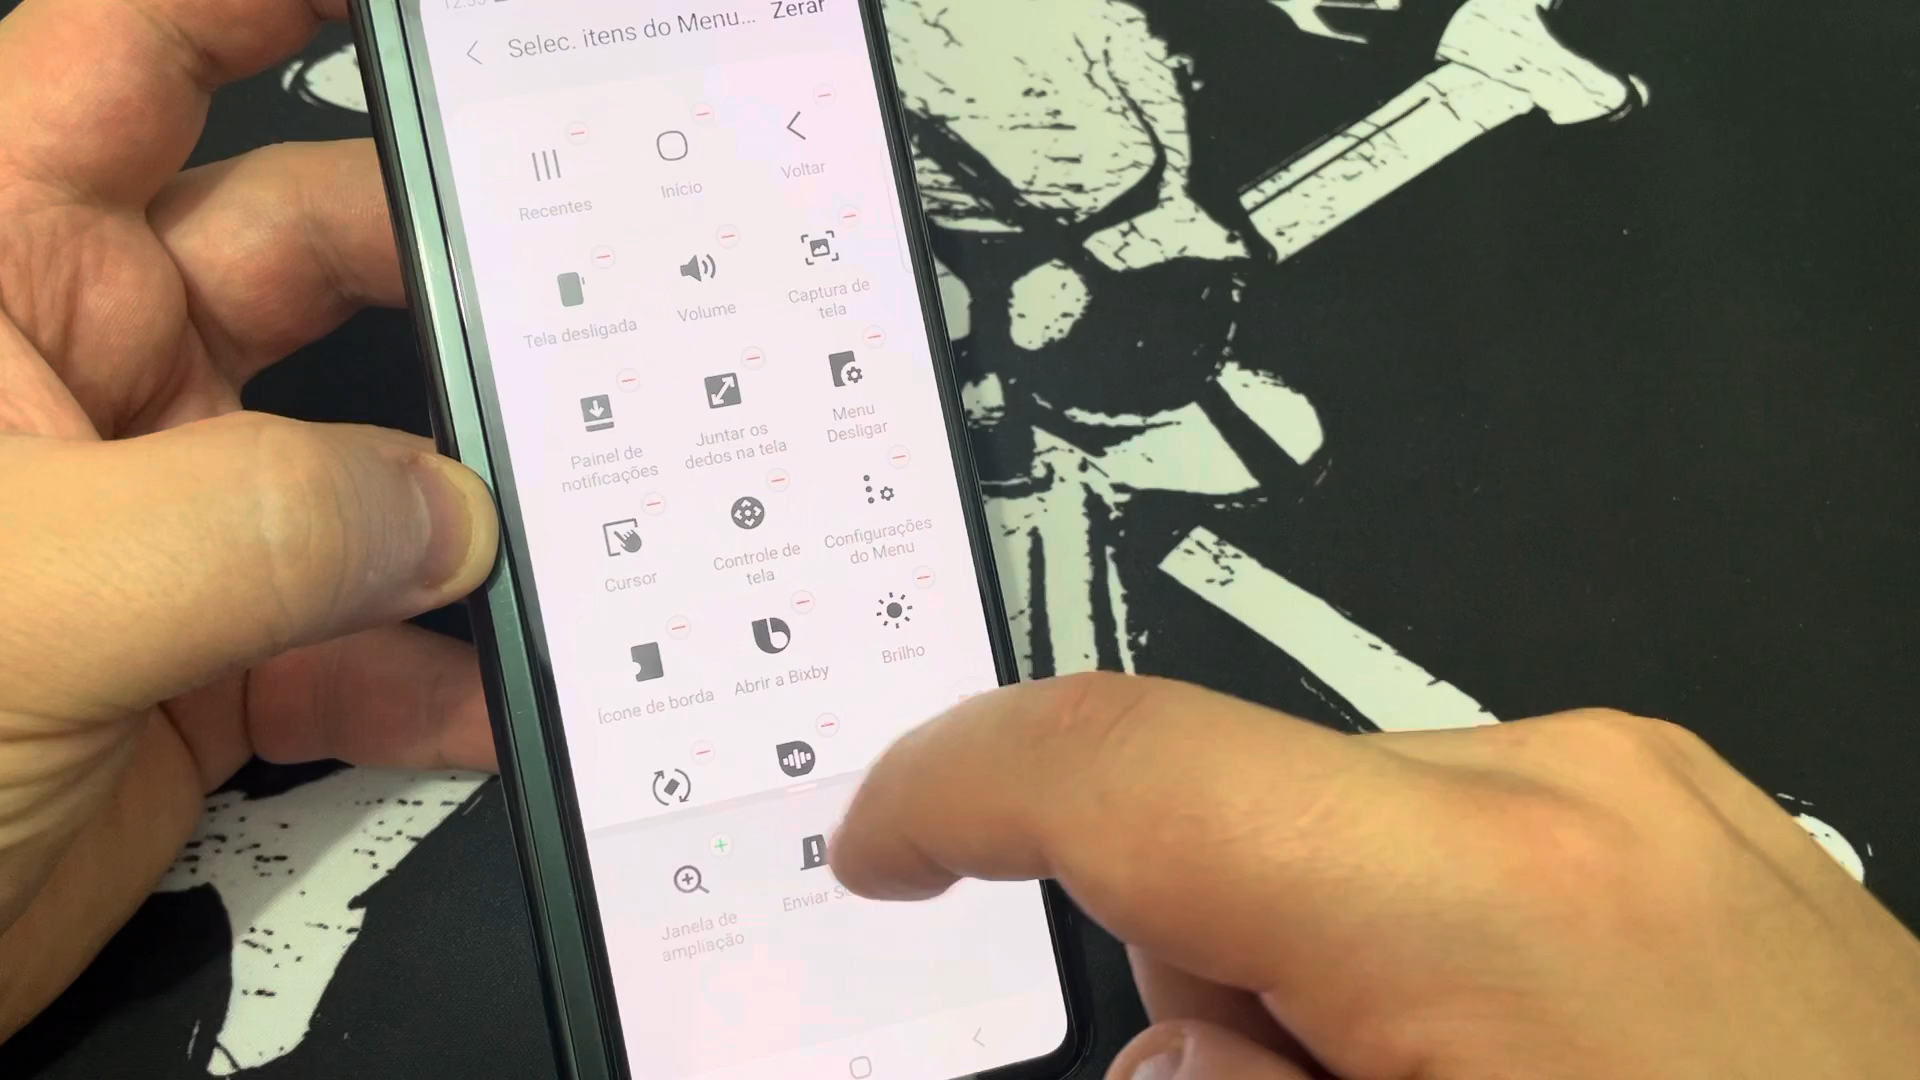 Selec. itens do Menu... Zerar
Recentes
Início
Voltar
Tela desligada
Volume
Captura de
tela
Painel de
notificações
Juntar os
dedos na tela
Menu
Desligar
Cursor
Controle de
tela
Configurações
do Menu
Ícone de borda
Abrir a Bixby
Brilho
Janela de
ampliação
Enviar